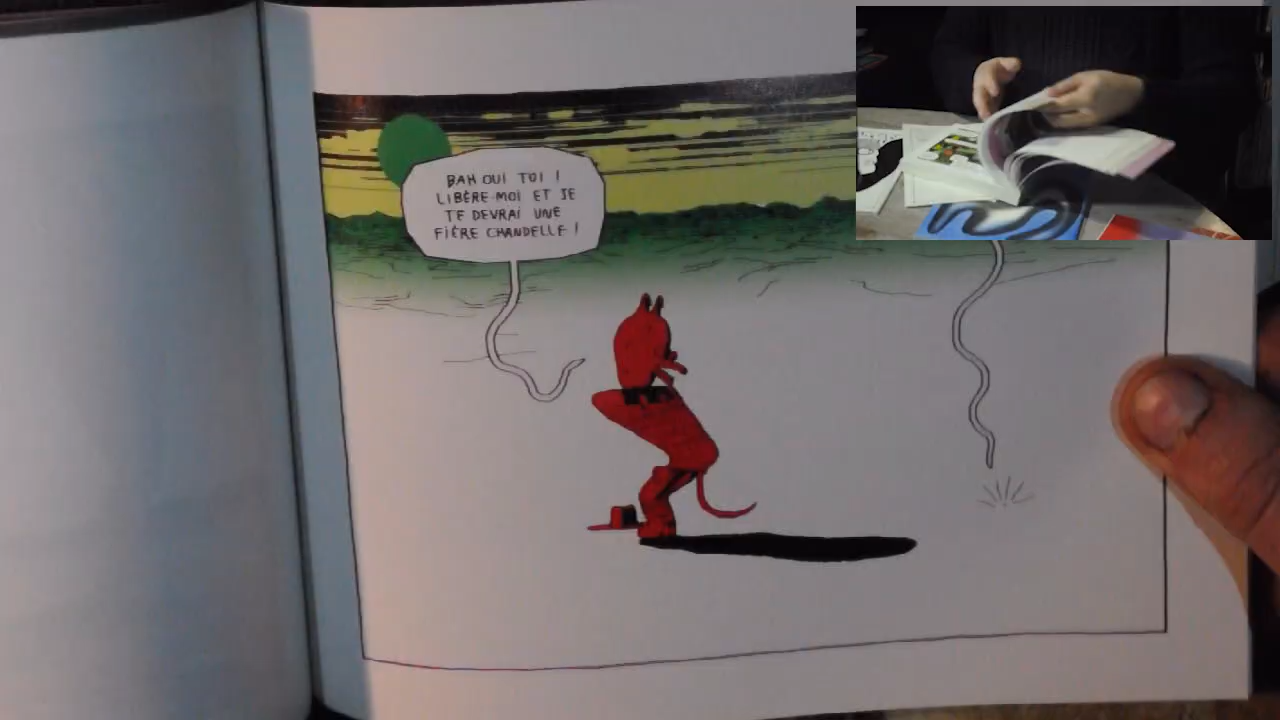 BAH OUI TOI !
LIBÈRE-MOI ET JE
TE DEVRAI UNE
FIÈRE CHANDELLE !